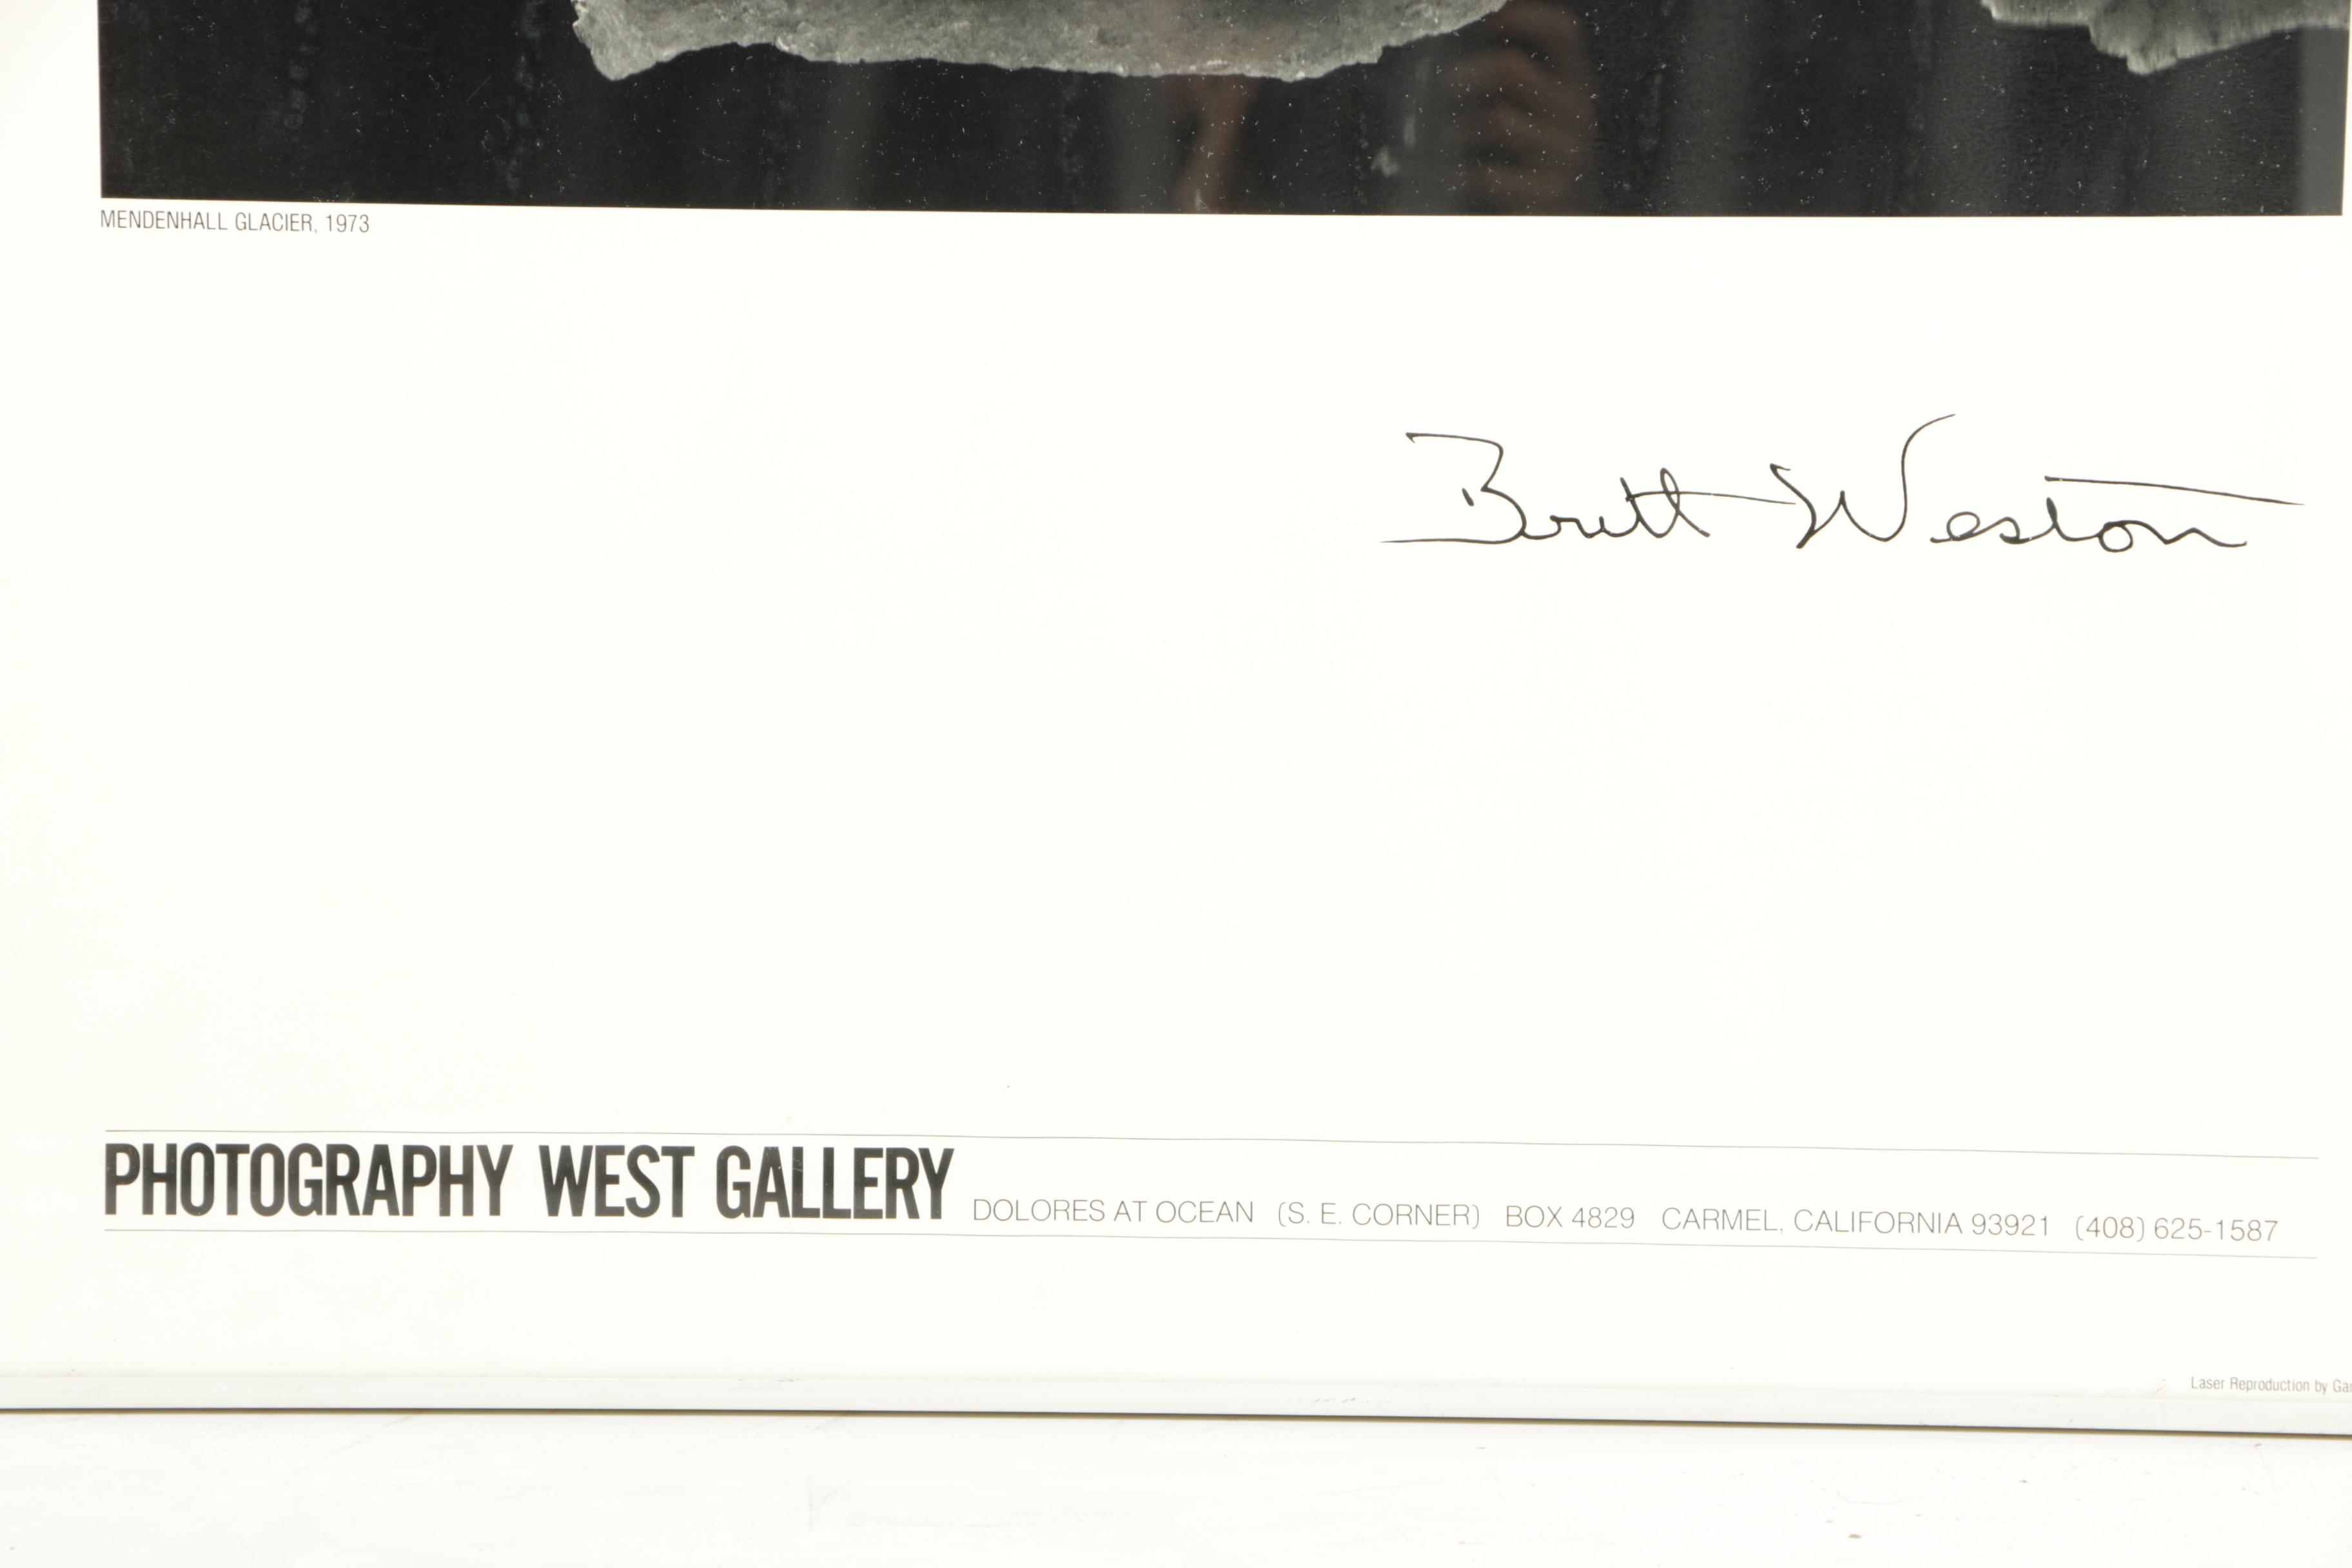 MENDENHALL GLACIER, 1973
Brett Weston
PHOTOGRAPHY WEST GALLERY DOLORES AT OCEAN (S. E. CORNER) BOX 4829 CARMEL, CALIFORNIA 93921 (408) 625-1587
Laser Reproduction by